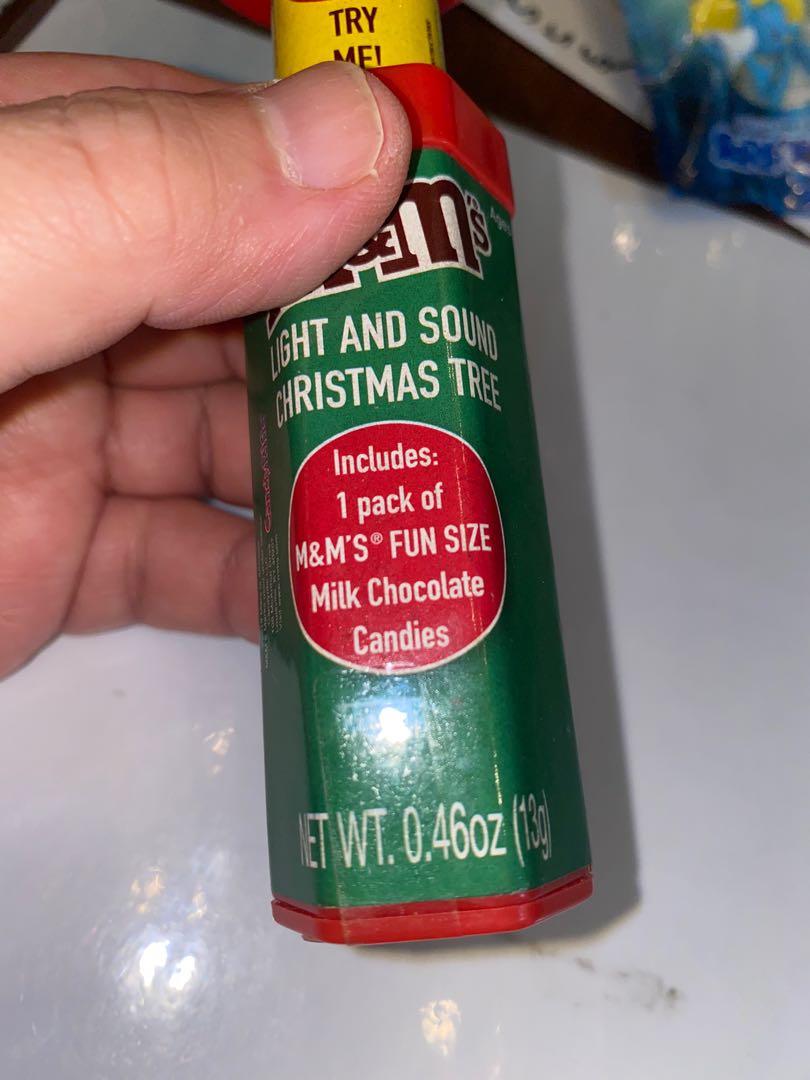 TRY
ME!
&M's
LIGHT AND SOUND
CHRISTMAS TREE
Includes:
1 pack of
M&M'S® FUN SIZE
Milk Chocolate
Candies
NET WT. 0.46oz (13g)